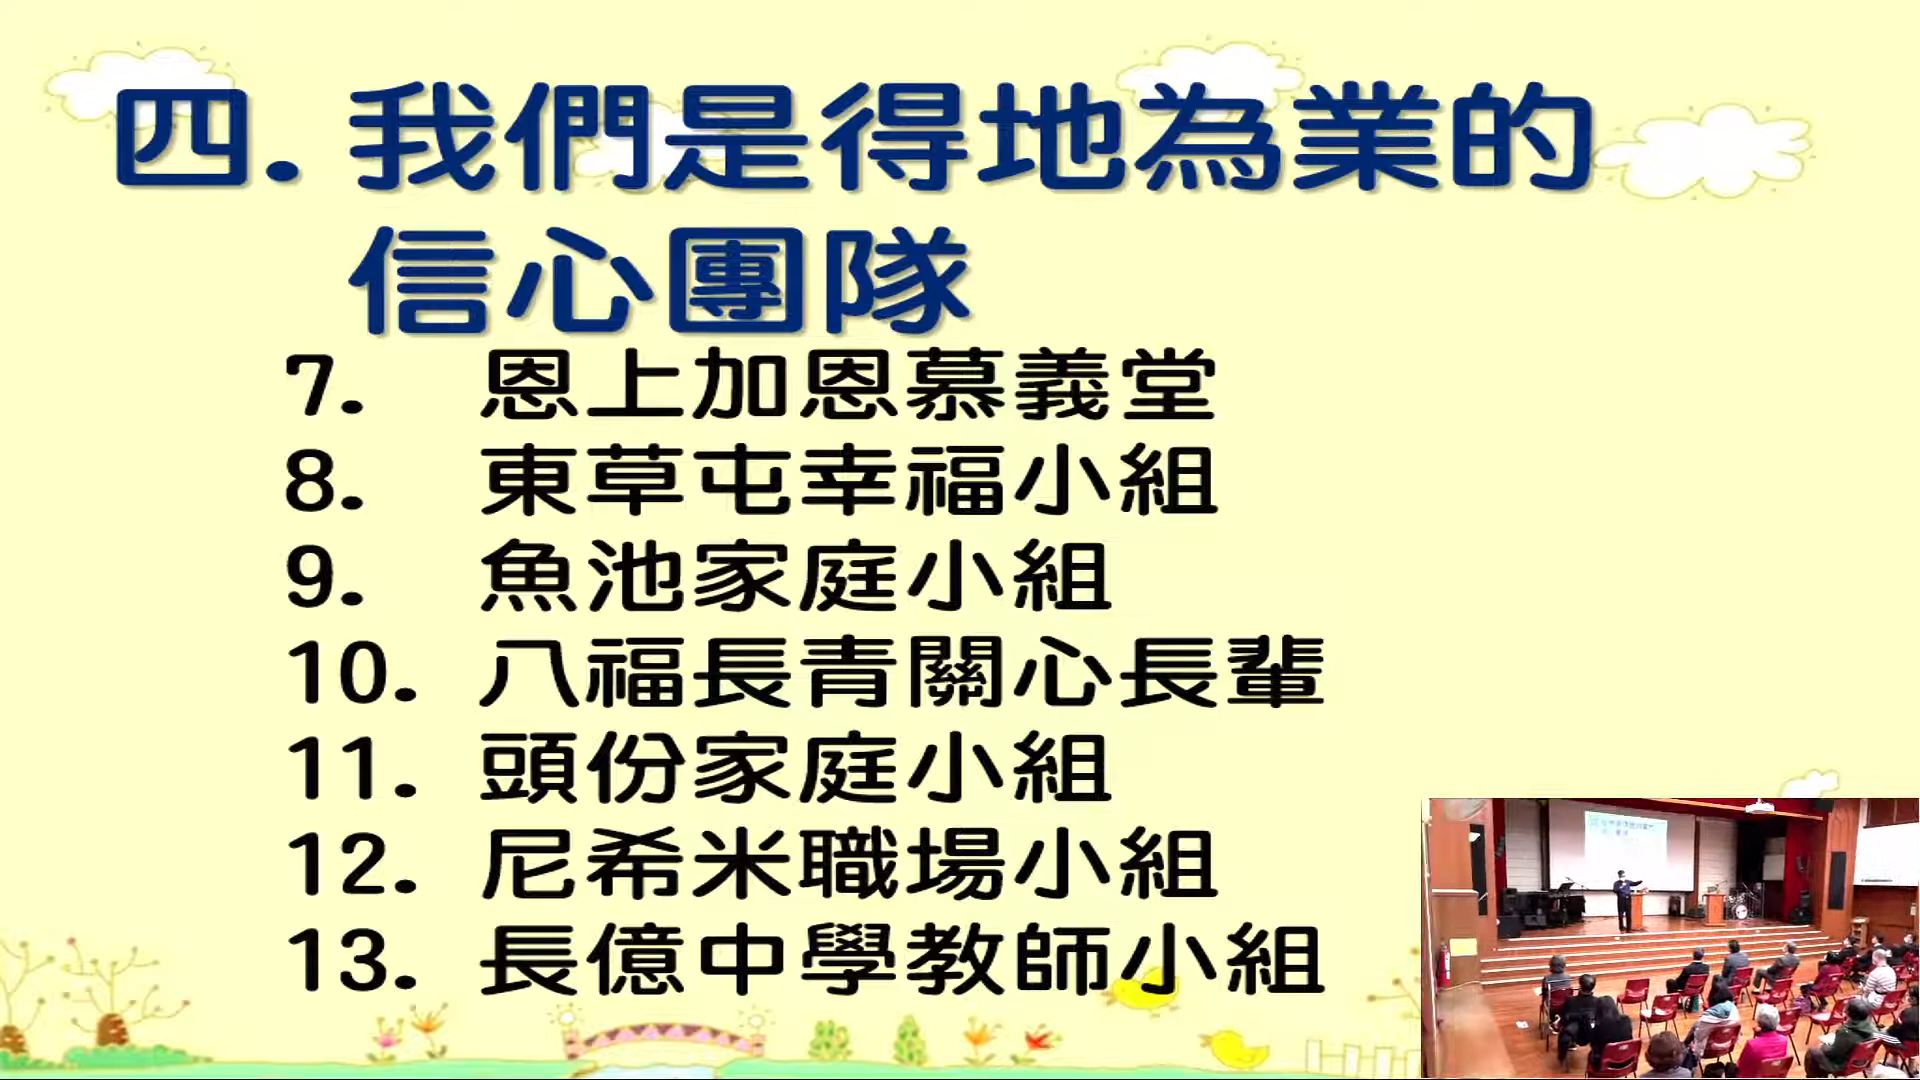 四. 我們是得地為業的
信心團隊
7. 恩上加恩慕義堂
8. 東草屯幸福小組
9. 魚池家庭小組
10. 八福長青關心長輩
11. 頭份家庭小組
12. 尼希米職場小組
13. 長億中學教師小組